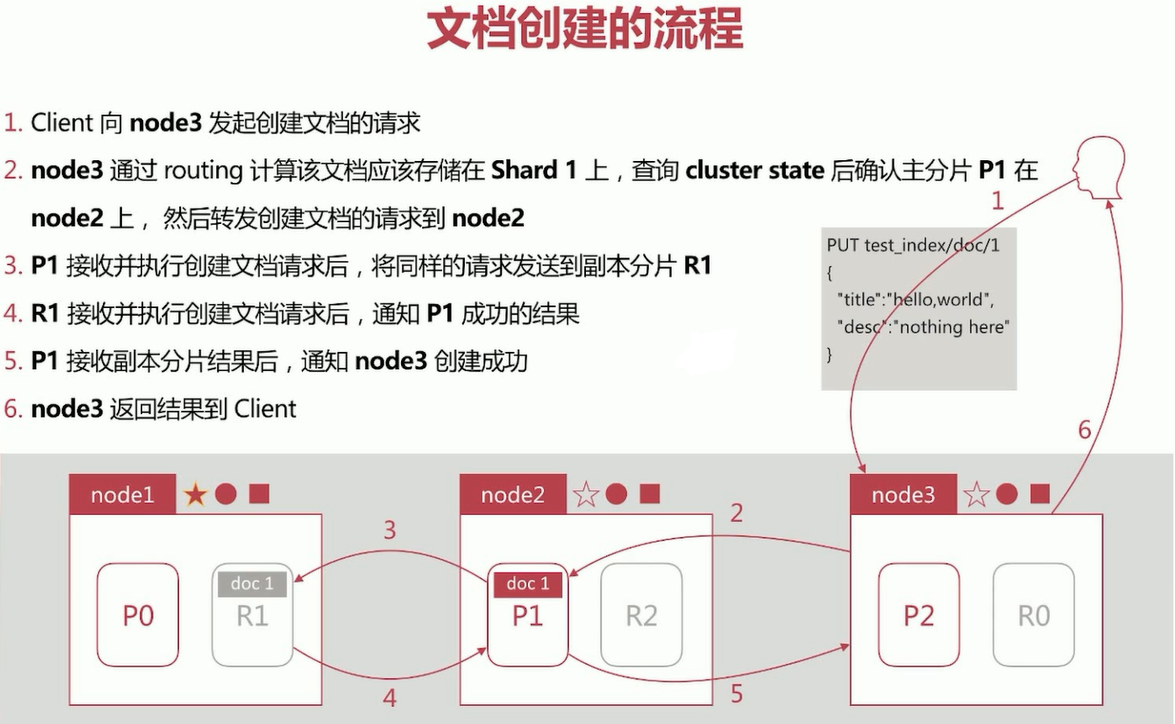 文档创建的流程
1. Client 向 node3 发起创建文档的请求
2. node3 通过 routing 计算该文档应该存储在 Shard 1 上，查询 cluster state 后确认主分片 P1 在
node2 上， 然后转发创建文档的请求到 node2
3. P1 接收并执行创建文档请求后，将同样的请求发送到副本分片 R1
4. R1 接收并执行创建文档请求后，通知 P1 成功的结果
5. P1 接收副本分片结果后，通知 node3 创建成功
6. node3 返回结果到 Client
1
PUT test_index/doc/1
{
"title":"hello,world",
"desc":"nothing here"
}
6
node1
node2
node3
3
2
doc 1
doc 1
P0
R1
P1
R2
P2
R0
4
5